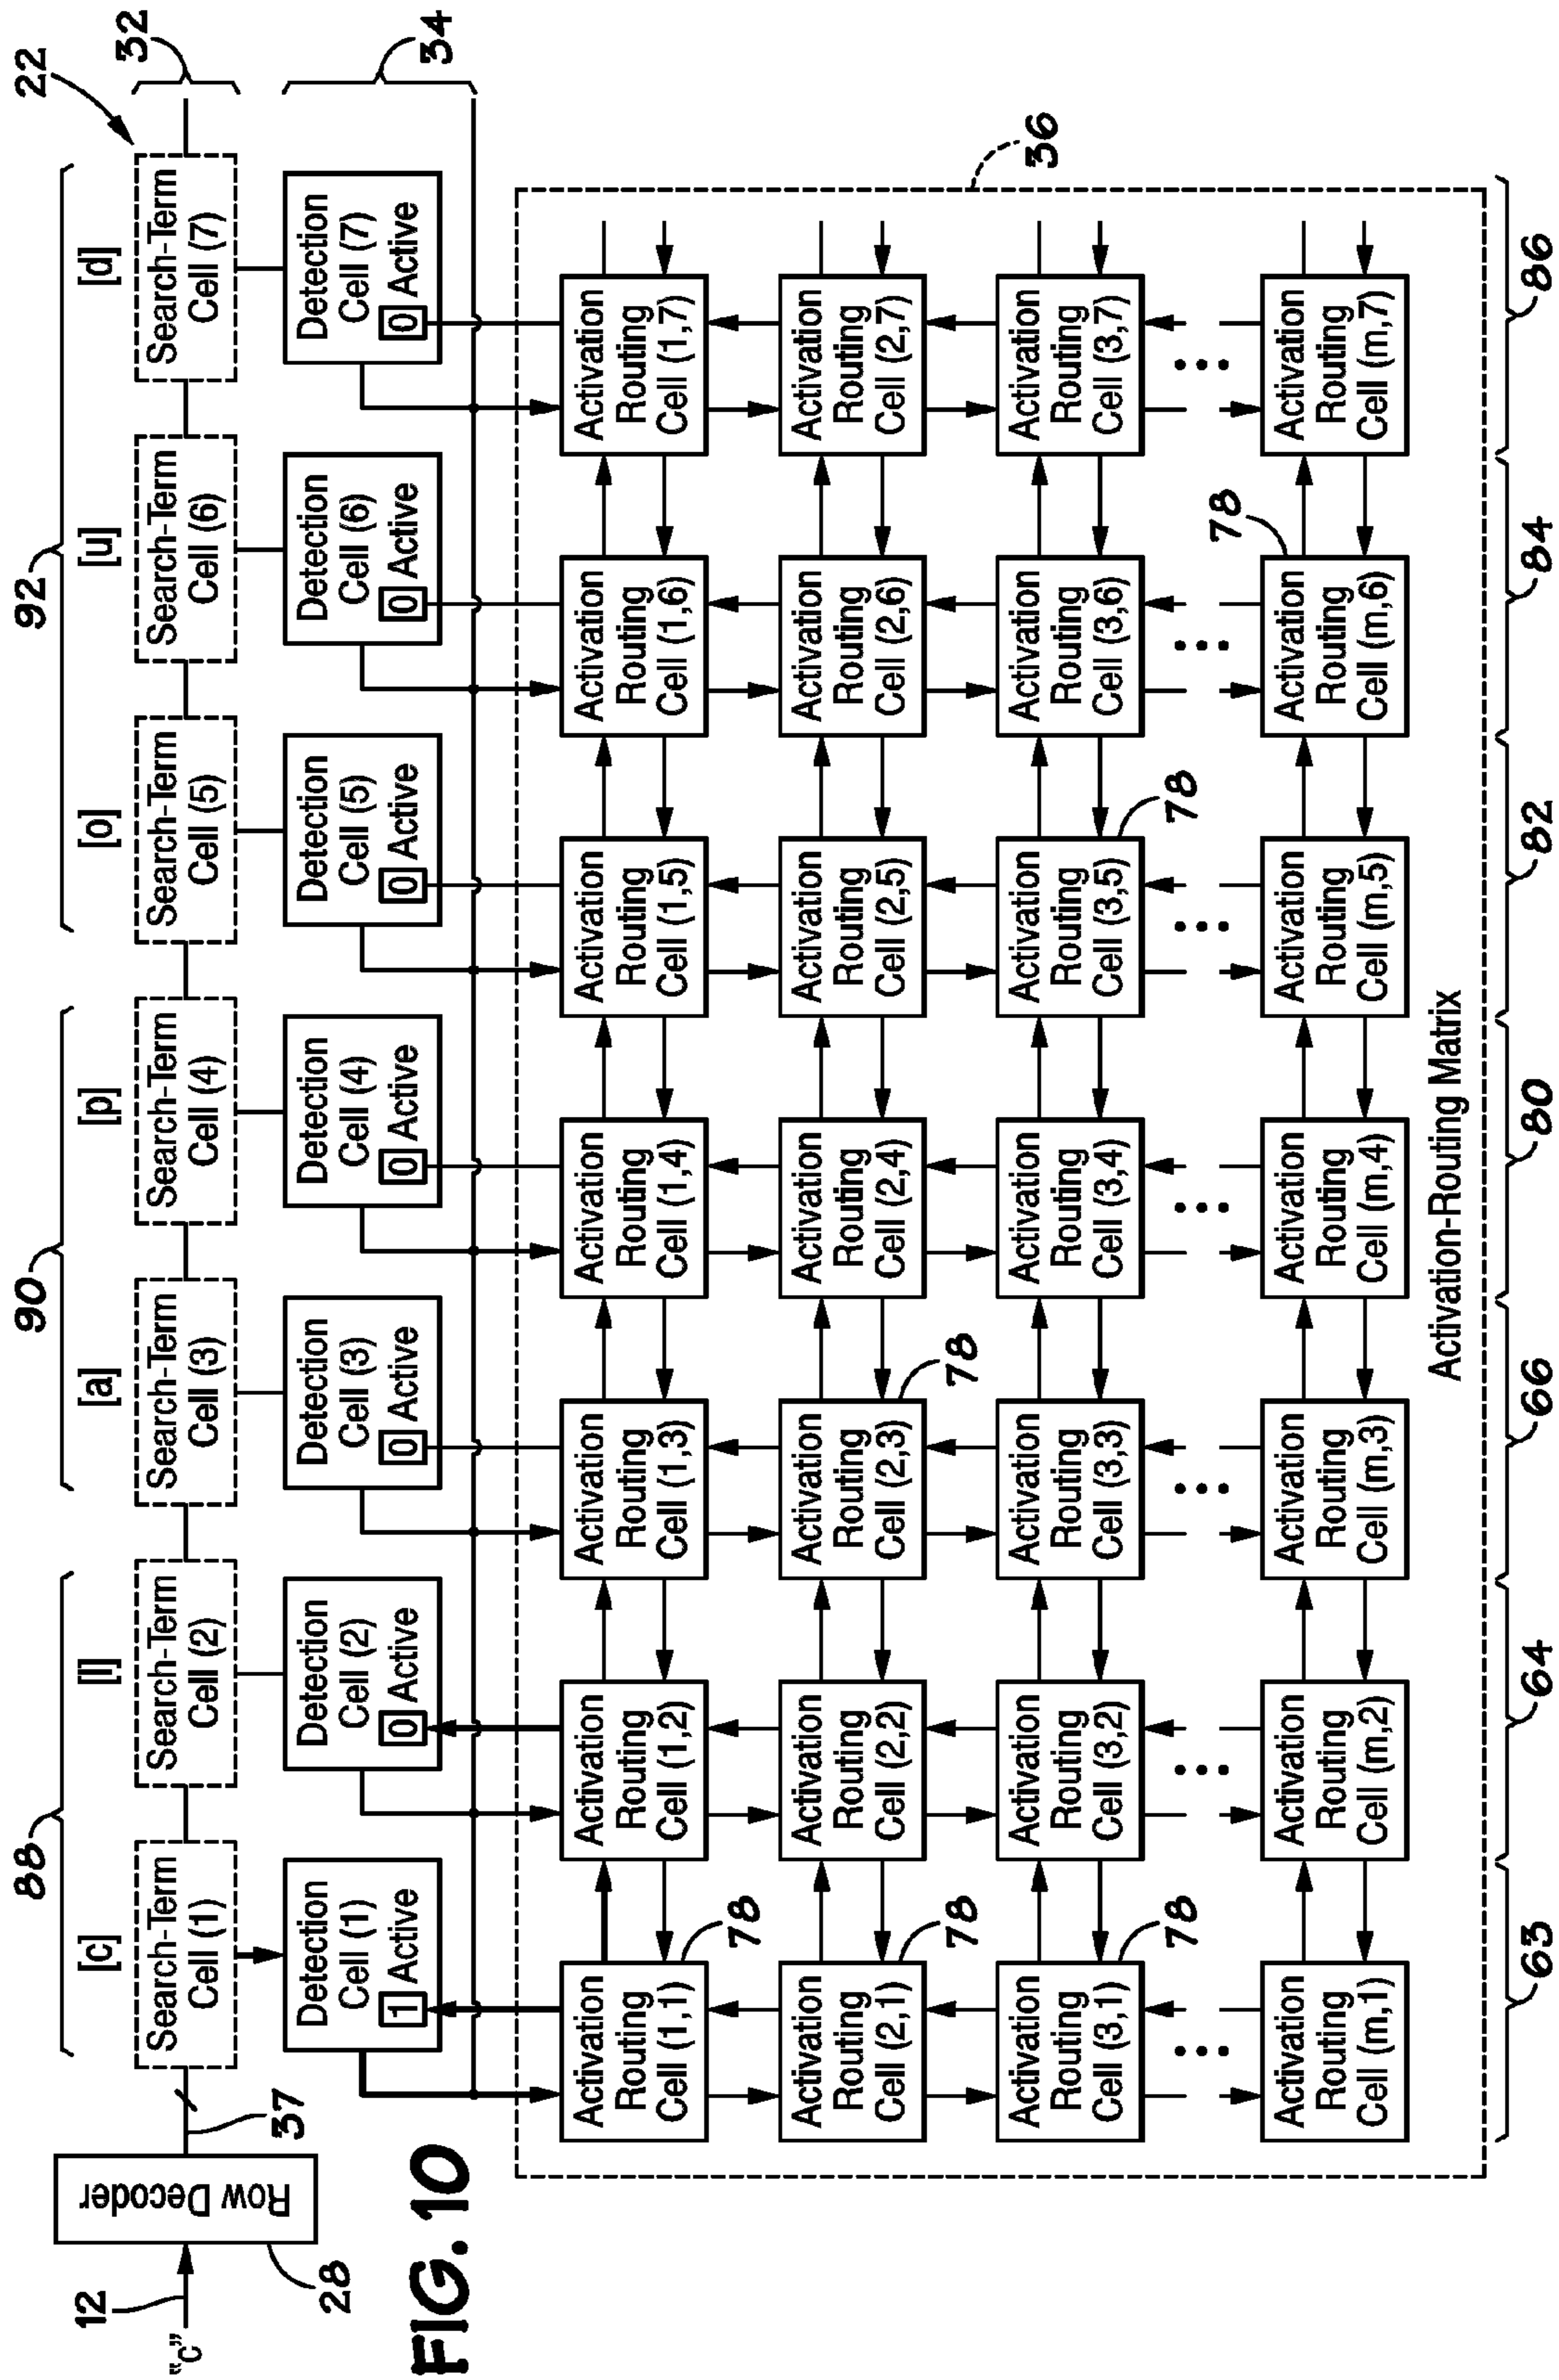 22
32
34
88
90
92
[c]
[l]
[a]
[p]
[o]
[u]
[d]
Search-Term
Cell (1)
Search-Term
Cell (2)
Search-Term
Cell (3)
Search-Term
Cell (4)
Search-Term
Cell (5)
Search-Term
Cell (6)
Search-Term
Cell (7)
12
"c"
Row Decoder
28
37
Detection
Cell (1)
1 Active
Detection
Cell (2)
0 Active
Detection
Cell (3)
0 Active
Detection
Cell (4)
0 Active
Detection
Cell (5)
0 Active
Detection
Cell (6)
0 Active
Detection
Cell (7)
0 Active
FIG. 10
36
Activation
Routing
Cell (1,1)
78
Activation
Routing
Cell (1,2)
Activation
Routing
Cell (1,3)
Activation
Routing
Cell (1,4)
Activation
Routing
Cell (1,5)
Activation
Routing
Cell (1,6)
Activation
Routing
Cell (1,7)
Activation
Routing
Cell (2,1)
78
Activation
Routing
Cell (2,2)
Activation
Routing
Cell (2,3)
78
Activation
Routing
Cell (2,4)
Activation
Routing
Cell (2,5)
Activation
Routing
Cell (2,6)
Activation
Routing
Cell (2,7)
Activation
Routing
Cell (3,1)
78
Activation
Routing
Cell (3,2)
Activation
Routing
Cell (3,3)
Activation
Routing
Cell (3,4)
Activation
Routing
Cell (3,5)
78
Activation
Routing
Cell (3,6)
Activation
Routing
Cell (3,7)
Activation
Routing
Cell (m,1)
Activation
Routing
Cell (m,2)
Activation
Routing
Cell (m,3)
Activation
Routing
Cell (m,4)
Activation
Routing
Cell (m,5)
Activation
Routing
Cell (m,6)
78
Activation
Routing
Cell (m,7)
Activation-Routing Matrix
63
64
66
80
82
84
86